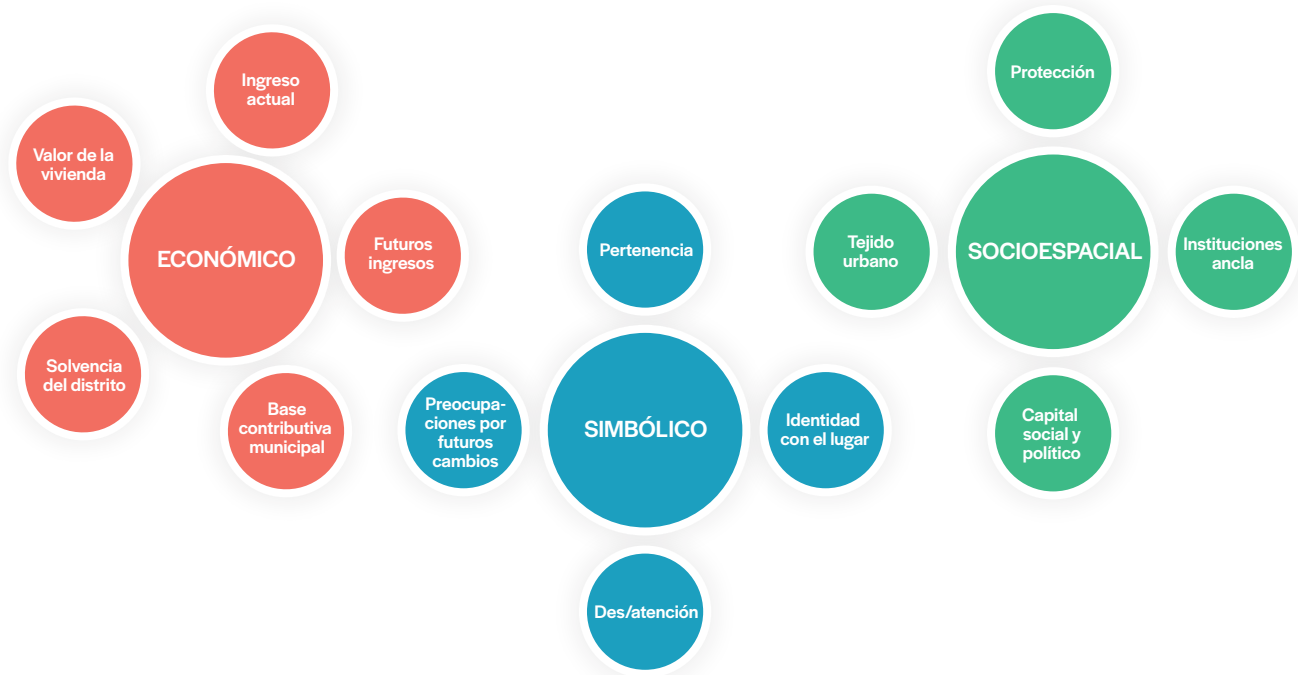 Ingreso
actual
Valor de la
vivienda
ECONÓMICO
Futuros
ingresos
Solvencia
del distrito
Base
contributiva
municipal
Pertenencia
Preocupa-
ciones por
futuros
cambios
SIMBÓLICO
Identidad
con el lugar
Des/atención
Protección
Tejido
urbano
SOCIOESPACIAL
Instituciones
ancla
Capital
social y
político